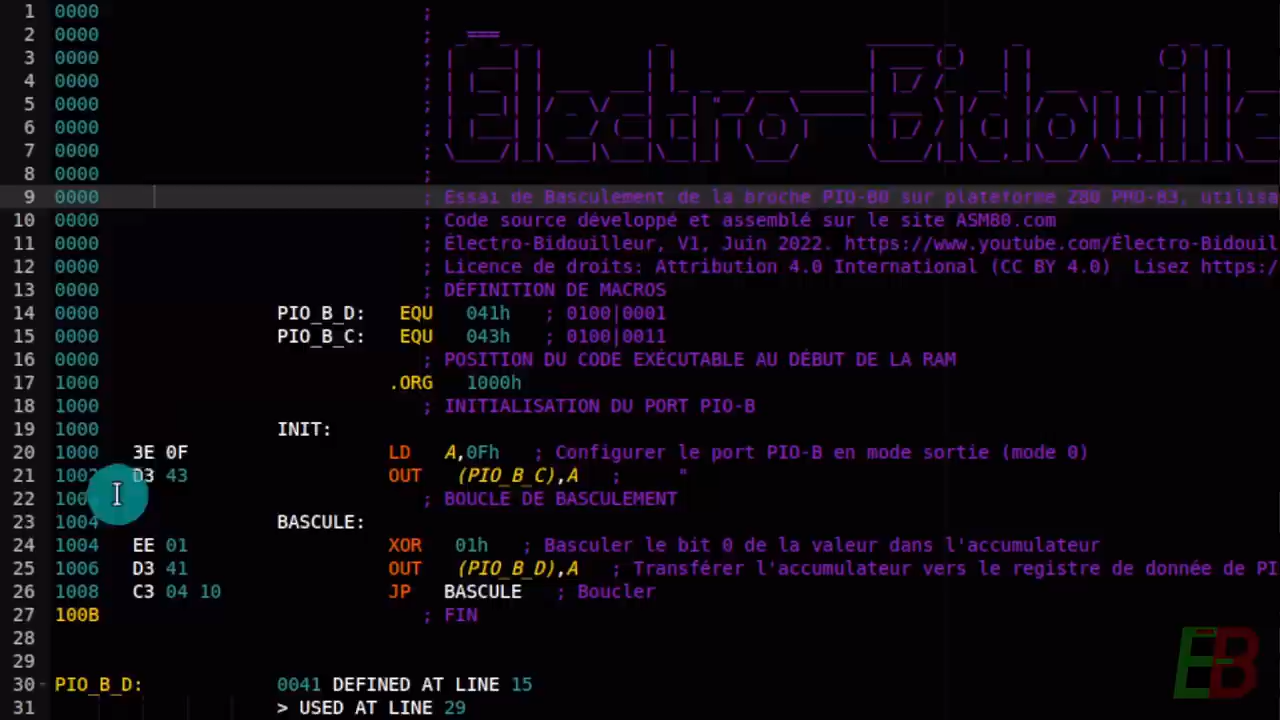 1 0000 ;
2 0000 ;
3 0000 ;
4 0000 ; Électro-Bidouille
5 0000 ;
6 0000 ;
7 0000 ;
8 0000 ;
9 0000 ; Essai de Basculement de la broche PIO-B0 sur plateforme Z80 PRO-B3, utilisa
10 0000 ; Code source développé et assemblé sur le site ASM80.com
11 0000 ; Électro-Bidouilleur, V1, Juin 2022. https://www.youtube.com/Électro-Bidouil
12 0000 ; Licence de droits: Attribution 4.0 International (CC BY 4.0) Lisez https:/
13 0000 ; DÉFINITION DE MACROS
14 0000 PIO_B_D: EQU 041h ; 0100|0001
15 0000 PIO_B_C: EQU 043h ; 0100|0011
16 0000 ; POSITION DU CODE EXÉCUTABLE AU DÉBUT DE LA RAM
17 1000 .ORG 1000h
18 1000 ; INITIALISATION DU PORT PIO-B
19 1000 INIT:
20 1000 3E 0F LD A,0Fh ; Configurer le port PIO-B en mode sortie (mode 0)
21 1002 D3 43 OUT (PIO_B_C),A ; "
22 100 ; BOUCLE DE BASCULEMENT
23 1004 BASCULE:
24 1004 EE 01 XOR 01h ; Basculer le bit 0 de la valeur dans l'accumulateur
25 1006 D3 41 OUT (PIO_B_D),A ; Transférer l'accumulateur vers le registre de donnée de PI
26 1008 C3 04 10 JP BASCULE ; Boucler
27 100B ; FIN
28
29
30 PIO_B_D: 0041 DEFINED AT LINE 15
31 > USED AT LINE 29
EB